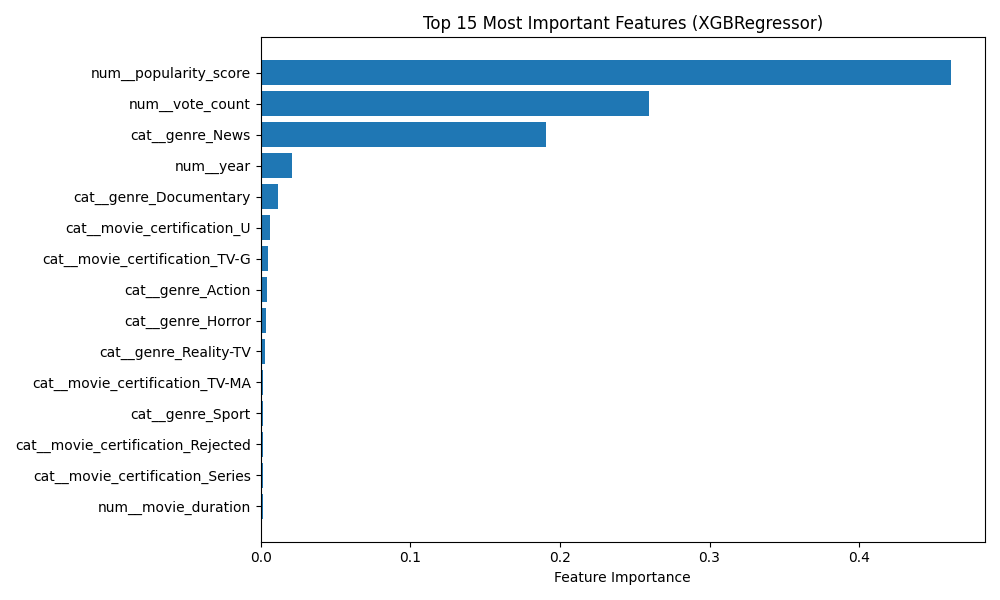 Top 15 Most Important Features (XGBRegressor)
num__popularity_score
num__vote_count
cat__genre_News
num__year
cat__genre_Documentary
cat__movie_certification_U
cat__movie_certification_TV-G
cat__genre_Action
cat__genre_Horror
cat__genre_Reality-TV
cat__movie_certification_TV-MA
cat__genre_Sport
cat__movie_certification_Rejected
cat__movie_certification_Series
num__movie_duration
0.0 0.1 0.2 0.3 0.4
Feature Importance